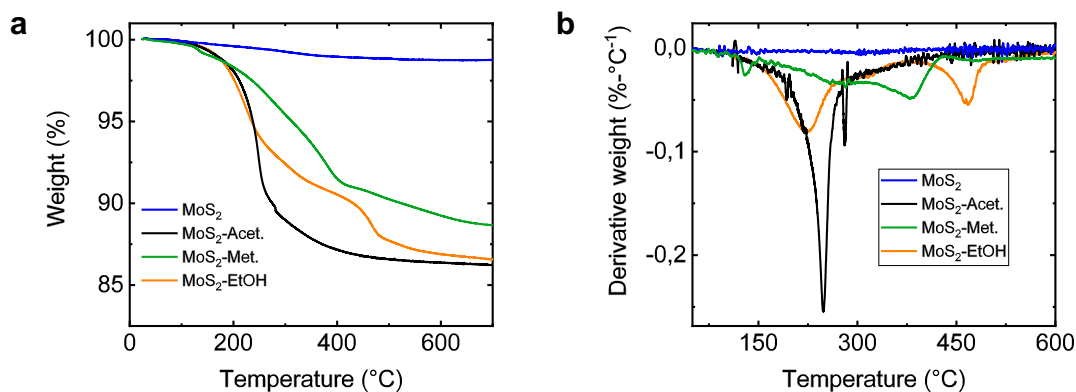 a
100
95
90
85
Weight (%)
MoS₂
MoS₂-Acet.
MoS₂-Met.
MoS₂-EtOH
0 200 400 600
Temperature (°C)
b
0,0
-0,1
-0,2
Derivative weight (%-°C⁻¹)
MoS₂
MoS₂-Acet.
MoS₂-Met.
MoS₂-EtOH
150 300 450 600
Temperature (°C)